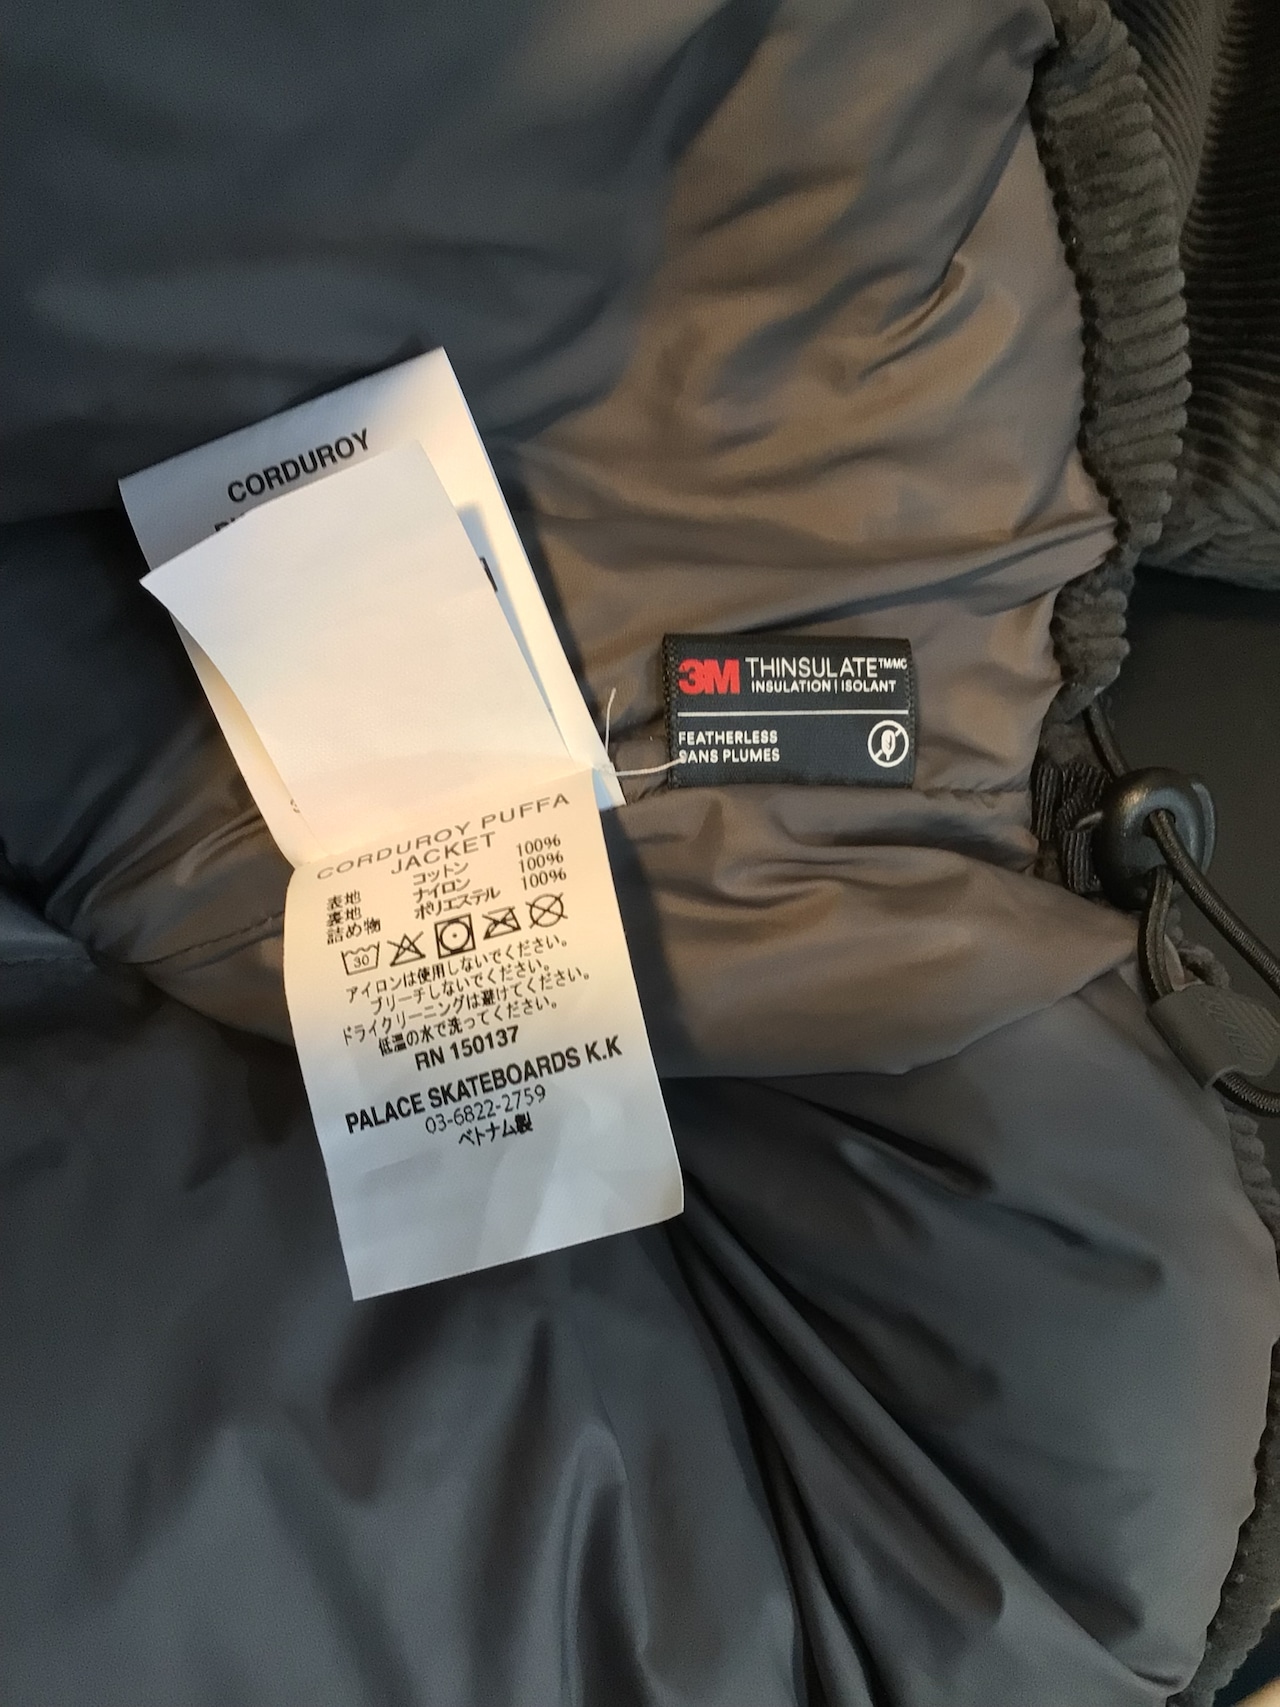 CORDUROY
3M THINSULATE™/MC
INSULATION | ISOLANT
FEATHERLESS
SANS PLUMES
CORDUROY PUFFA
JACKET
表地 コットン 100%
裏地 ナイロン 100%
詰め物 ポリエステル 100%
30
アイロンは使用しないでください。
ブリーチしないでください。
ドライクリーニングは避けてください。
低温の水で洗ってください。
RN 150137
PALACE SKATEBOARDS K.K
03-6822-2759
ベトナム製